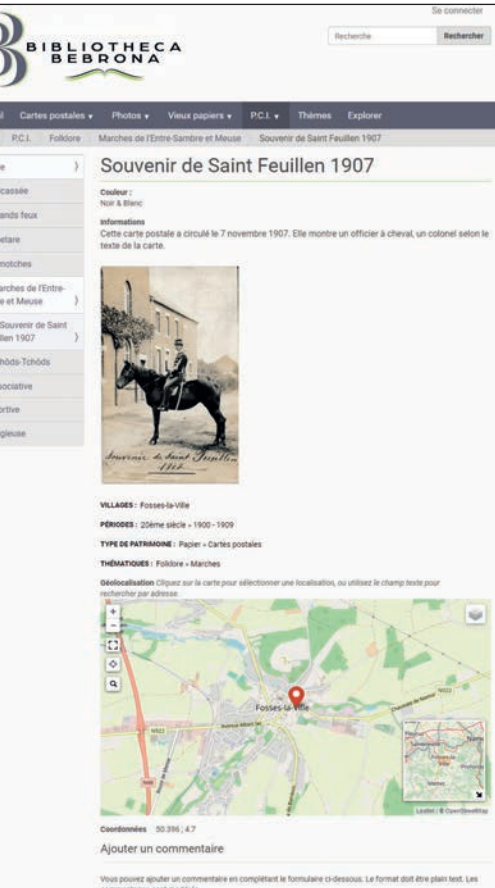 Se connecter
BIBLIOTHECA
BEBRONA
Recherche
Rechercher
Cartes postales
Photos
Vieux papiers
P.C.I.
Thèmes
Explorer
P.C.I.
Folklore
Marches de l'Entre-Sambre et Meuse
Souvenir de Saint Feuillen 1907
Souvenir de Saint Feuillen 1907
Couleur :
Noir & Blanc
Informations
Cette carte postale a circulé le 7 novembre 1907. Elle montre un officier à cheval, un colonel selon le
texte de la carte.
Souvenir de Saint Feuillen
VILLAGES : Fosses-la-Ville
PÉRIODES : 20ème siècle » 1900 - 1909
TYPE DE PATRIMOINE : Papier » Cartes postales
THÉMATIQUES : Folklore » Marches
Géolocalisation Cliquez sur la carte pour sélectionner une localisation, ou utilisez le champ texte pour
rechercher par adresse.
+
-
Fosses-la-Ville
N922
N922
Leaflet | © OpenStreetMap
Coordonnées 50.396 ; 4.7
Ajouter un commentaire
Vous pouvez ajouter un commentaire en complétant le formulaire ci-dessous. Le format doit être plain text. Les